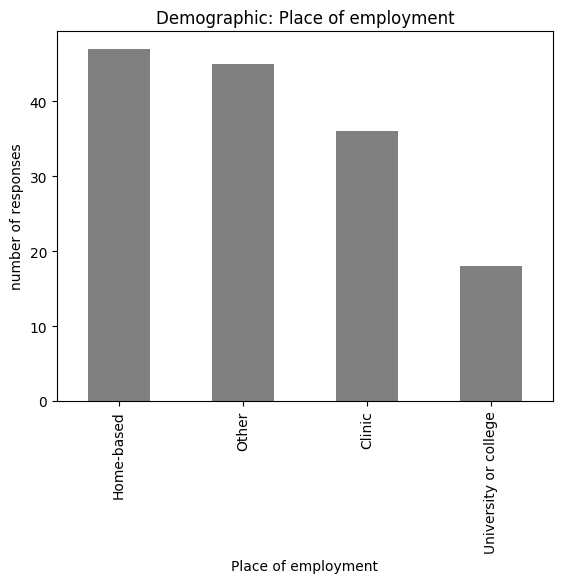 Demographic: Place of employment
number of responses
40
30
20
10
0
Home-based
Other
Clinic
University or college
Place of employment